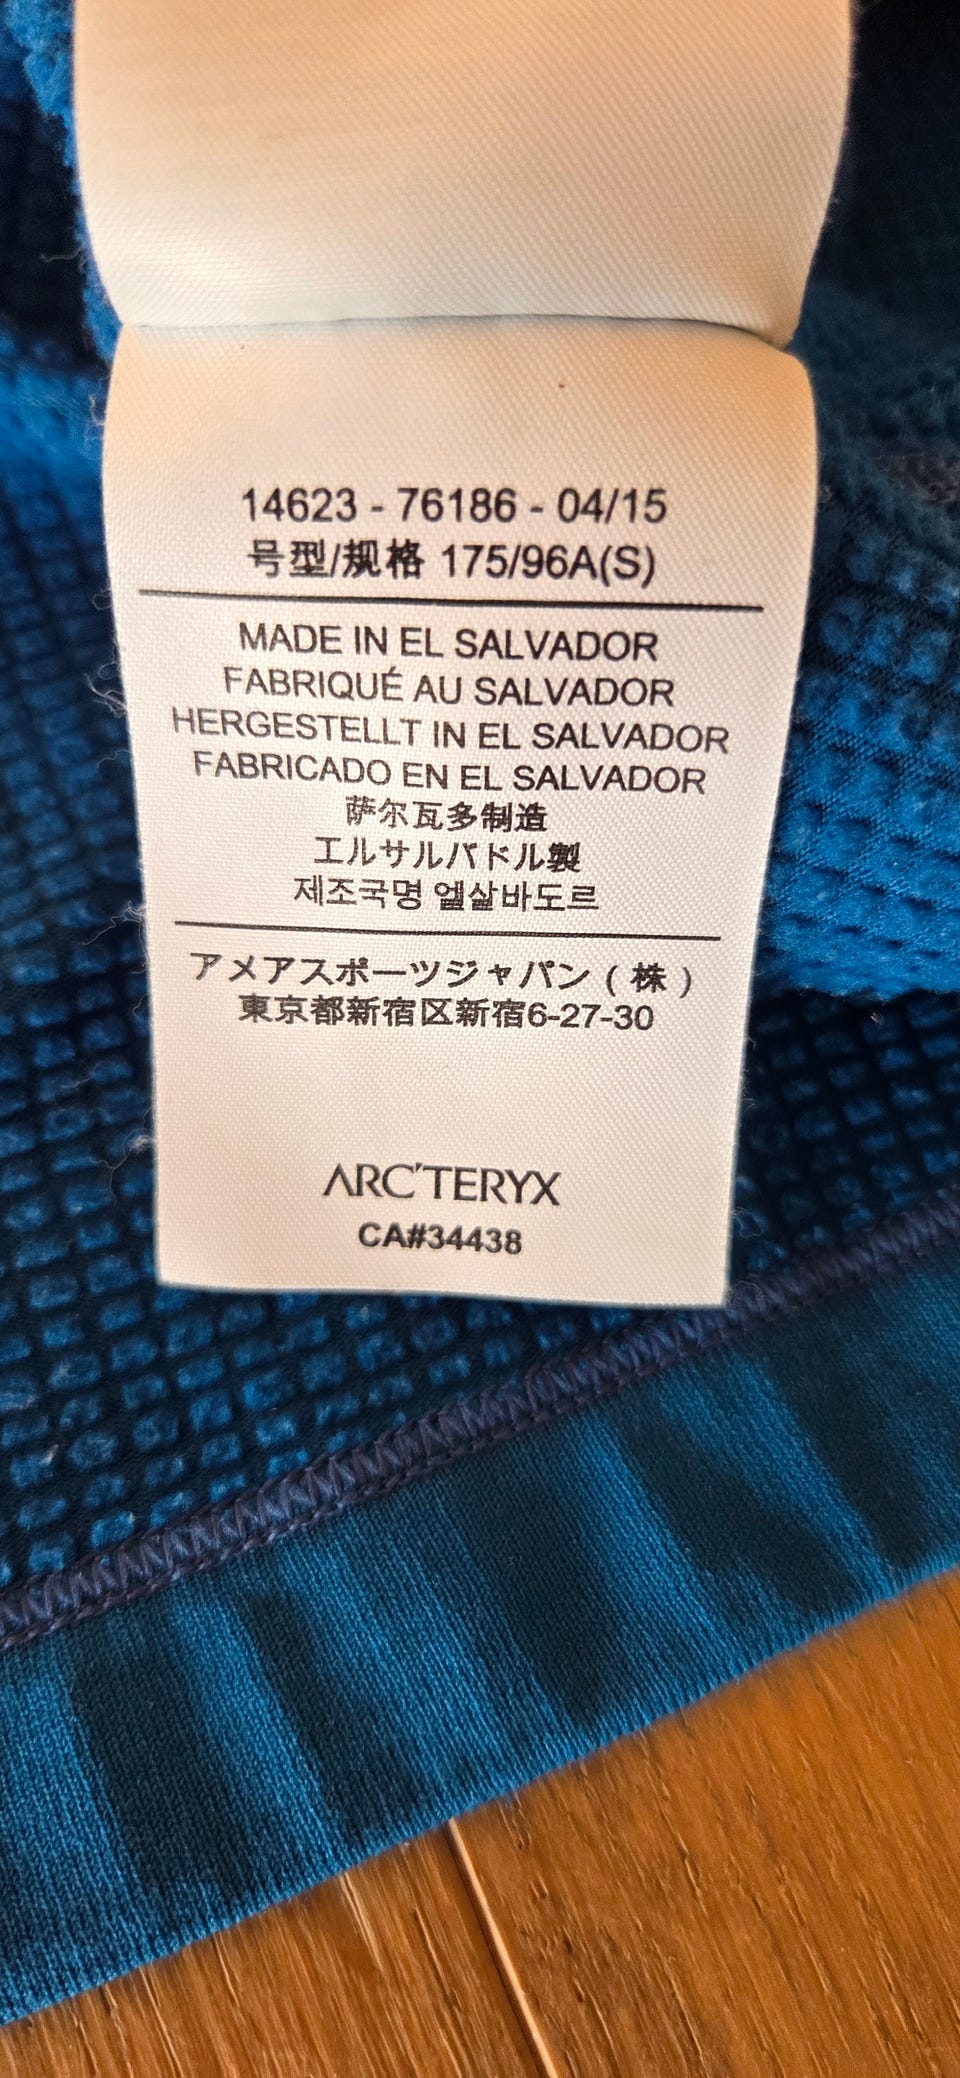 14623 - 76186 - 04/15
号型/规格 175/96A(S)
MADE IN EL SALVADOR
FABRIQUÉ AU SALVADOR
HERGESTELLT IN EL SALVADOR
FABRICADO EN EL SALVADOR
萨尔瓦多制造
エルサルバドル製
제조국명 엘살바도르
アメアスポーツジャパン ( 株 )
東京都新宿区新宿6-27-30
ARC'TERYX
CA#34438